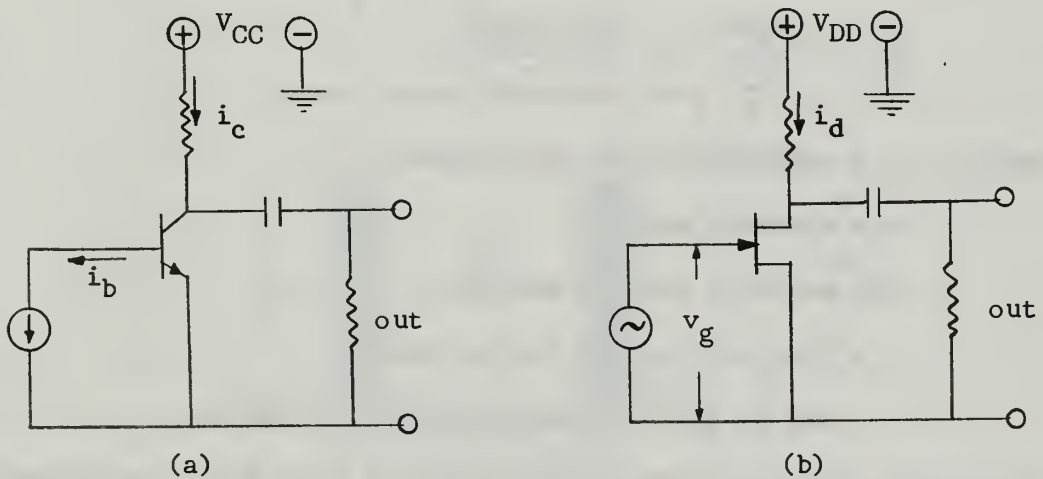 + V_CC −
i_c
i_b
out
(a)
+ V_DD −
i_d
~
v_g
out
(b)